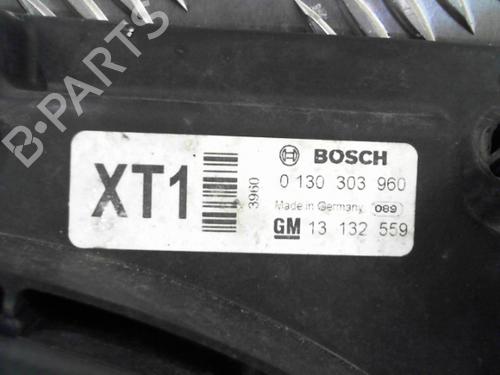 B-PARTS
XT1
3960
BOSCH
0 130 303 960
Made in Germany 089
GM 13 132 559